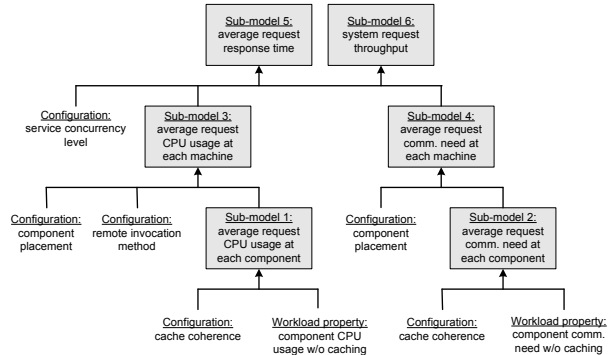 Sub-model 5:
average request
response time
Sub-model 6:
system request
throughput
Configuration:
service concurrency
level
Sub-model 3:
average request
CPU usage at
each machine
Sub-model 4:
average request
comm. need at
each machine
Configuration:
component
placement
Configuration:
remote invocation
method
Sub-model 1:
average request
CPU usage at
each component
Configuration:
component
placement
Sub-model 2:
average request
comm. need at
each component
Configuration:
cache coherence
Workload property:
component CPU
usage w/o caching
Configuration:
cache coherence
Workload property:
component comm.
need w/o caching